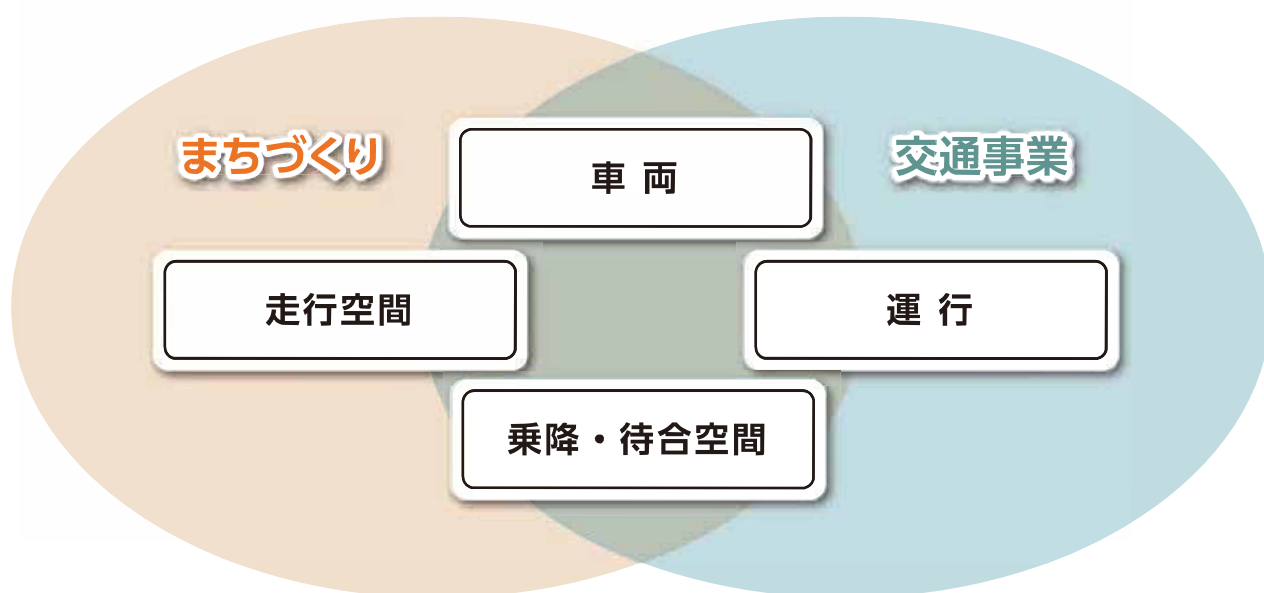 まちづくり
交通事業
車 両
走行空間
運 行
乗降・待合空間